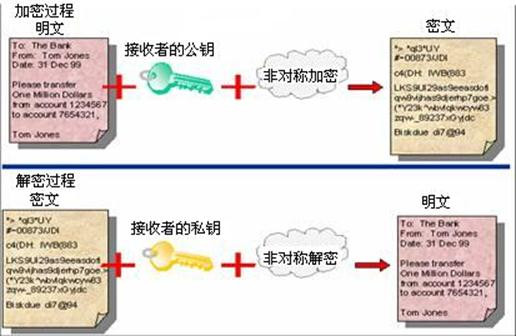 加密过程
明文
密文
To: The Bank
From: Tom Jones
Date: 31 Dec 99
Please transfer
One Million Dollars
from account 1234567
to account 7654321,
Tom Jones
接收者的公钥
非对称加密
*> *ql3*UY
#~00873/JDI
c4(DH: IWB(883
LKS9UI29as9eeasdofi
qw9vijhas9djerhp7goe.>
(*Y23k^wbvlqkwcyw83
zqw-_89237xGyjdc
Biskdue di7@94
解密过程
密文
明文
*> *ql3*UY
#~00873/JDI
c4(DH: IWB(883
LKS9UI29as9eeasdofi
qw9vijhas9djerhp7goe.>
(*Y23k^wbvlqkwcyw83
zqw-_89237xGyjdc
Biskdue di7@94
接收者的私钥
非对称解密
To: The Bank
From: Tom Jones
Date: 31 Dec 99
Please transfer
One Million Dollars
from account 1234567
to account 7654321,
Tom Jones